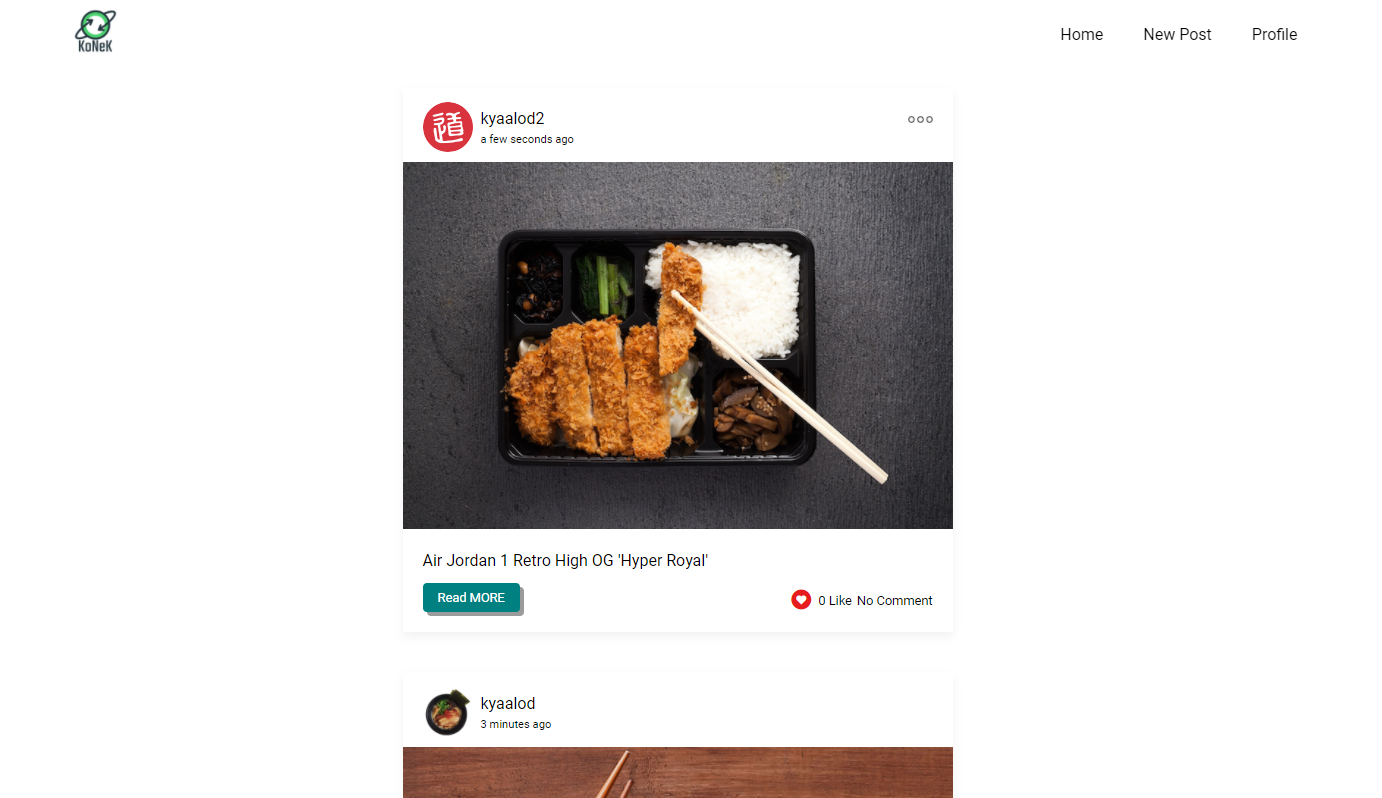 KoNeK
Home
New Post
Profile
道
kyaalod2
a few seconds ago
Air Jordan 1 Retro High OG 'Hyper Royal'
Read MORE
0 Like No Comment
kyaalod
3 minutes ago